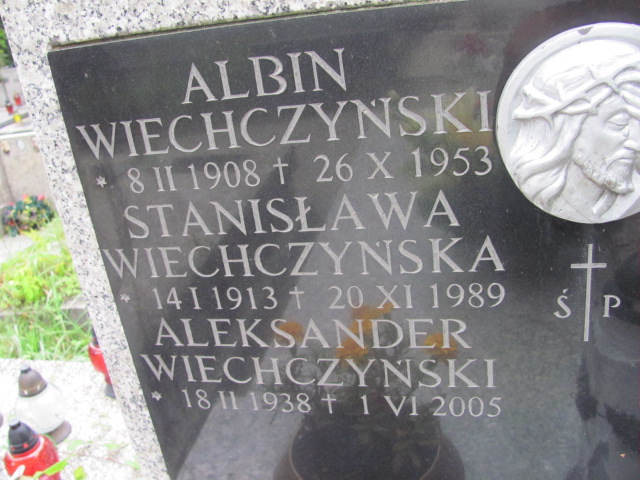 ALBIN
WIECHCZYŃSKI
* 8 II 1908 + 26 X 1953
STANISŁAWA
WIECHCZYŃSKA
* 14 I 1913 + 20 XI 1989
ALEKSANDER
WIECHCZYŃSKI
* 18 II 1938 + 1 VI 2005
Ś P